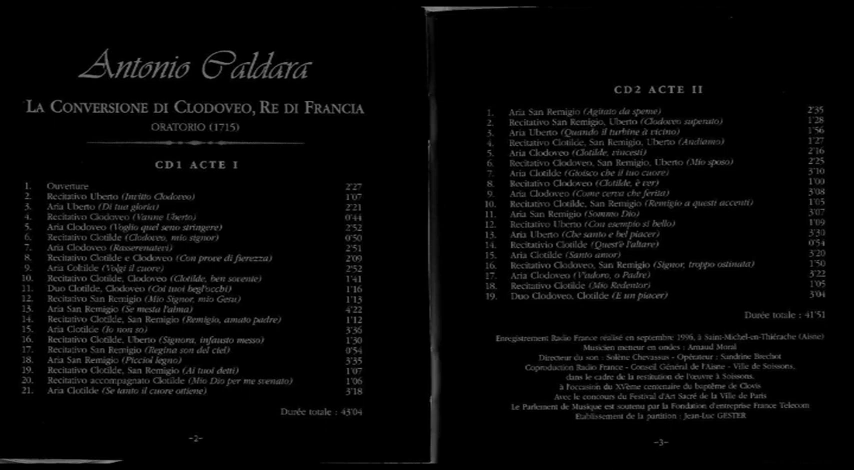 Antonio Caldara
LA CONVERSIONE DI CLODOVEO, RE DI FRANCIA
ORATORIO (1715)
CD1 ACTE I
1. Ouverture 2'27
2. Recitativo Uberto (Invitto Clodoveo) 1'07
3. Aria Uberto (Di tua gloria) 2'21
4. Recitativo Clodoveo (Vanne Uberto) 0'44
5. Aria Clodoveo (Voglio quel seno stringere) 2'52
6. Recitativo Clotilde (Clodoveo, mio signor) 0'50
7. Aria Clodoveo (Rasserenatevi) 2'51
8. Recitativo Clotilde e Clodoveo (Con prove di fierezza) 2'09
9. Aria Coltilde (Volgi il cuore) 2'52
10. Recitativo Clotilde, Clodoveo (Clotilde, ben sovente) 1'41
11. Duo Clotilde, Clodoveo (Coi tuoi begl'occhi) 1'16
12. Recitativo San Remigio (Mio Signor, mio Gesu) 1'13
13. Aria San Remigio (Se mesta l'alma) 4'22
14. Recitativo Clotilde, San Remigio (Remigio, amato padre) 1'12
15. Aria Clotilde (Io non so) 3'36
16. Recitativo Clotilde, Uberto (Signora, infausto messo) 1'30
17. Recitativo San Remigio (Regina son del ciel) 0'54
18. Aria San Remigio (Picciol legno) 3'35
19. Recitativo Clotilde, San Remigio (Ai tuoi detti) 1'07
20. Recitativo accompagnato Clotilde (Mio Dio per me svenato) 1'06
21. Aria Clotilde (Se tanto il cuore ottiene) 3'18
Durée totale : 43'04
-2-
CD2 ACTE II
1. Aria San Remigio (Agitato da speme) 2'35
2. Recitativo San Remigio, Uberto (Clodoveo superato) 1'28
3. Aria Uberto (Quando il turbine è vicino) 1'56
4. Recitativo Clotilde, San Remigio, Uberto (Audiamo) 1'27
5. Aria Clodoveo (Clotilde, vincesti) 2'16
6. Recitativo Clodoveo, San Remigio, Uberto (Mio sposo) 2'25
7. Aria Clotilde (Gioisco che il tuo cuore) 3'10
8. Recitativo Clodoveo (Clotilde, è ver) 1'00
9. Aria Clodoveo (Come cerva che ferita) 3'08
10. Recitativo Clotilde, San Remigio (Remigio a questi accenti) 1'05
11. Aria San Remigio (Sommo Dio) 3'07
12. Recitativo Uberto (Con esempio si bello) 1'09
13. Aria Uberto (Che santo e bel piacer) 3'30
14. Recitativio Clotilde (Quest'è l'altare) 0'54
15. Aria Clotilde (Santo amor) 3'20
16. Recitativo Clodoveo, San Remigio (Signor, troppo ostinata) 1'50
17. Aria Clodoveo (V'adoro, o Padre) 3'22
18. Recitativo Clotilde (Mio Redentor) 1'05
19. Duo Clodoveo, Clotilde (E un piacer) 3'04
Durée totale : 41'51
Enregistrement Radio France réalisé en septembre 1996, à Saint-Michel-en-Thiérache (Aisne)
Musicien metteur en ondes : Arnaud Moral
Directeur du son : Solène Chevassus - Opérateur : Sandrine Brechot
Coproduction Radio France - Conseil Général de l'Aisne - Ville de Soissons,
dans le cadre de la restitution de l'œuvre à Soissons,
à l'occasion du XVème centenaire du baptême de Clovis
Avec le concours du Festival d'Art Sacré de la Ville de Paris
Le Parlement de Musique est soutenu par la Fondation d'entreprise France Telecom
Etablissement de la partition : Jean-Luc GESTER
-3-